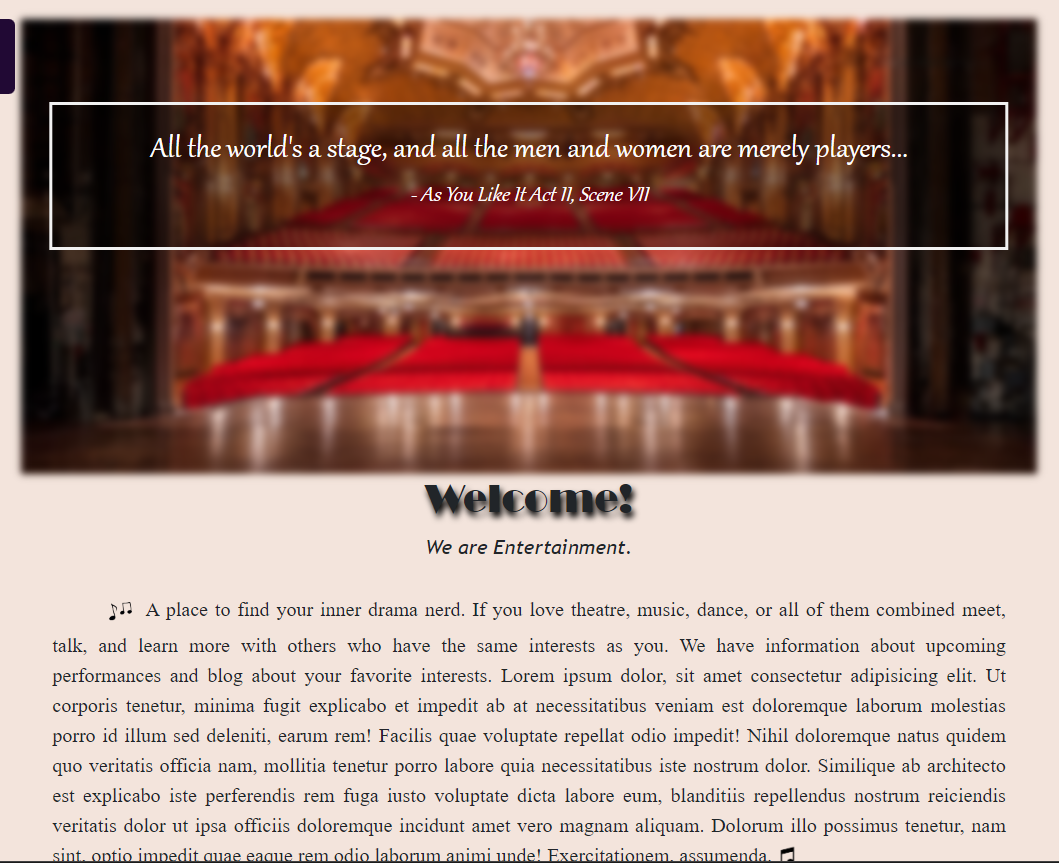 All the world's a stage, and all the men and women are merely players...
- As You Like It Act II, Scene VII
Welcome!
We are Entertainment.
🎶 A place to find your inner drama nerd. If you love theatre, music, dance, or all of them combined meet,
talk, and learn more with others who have the same interests as you. We have information about upcoming
performances and blog about your favorite interests. Lorem ipsum dolor, sit amet consectetur adipisicing elit. Ut
corporis tenetur, minima fugit explicabo et impedit ab at necessitatibus veniam est doloremque laborum molestias
porro id illum sed deleniti, earum rem! Facilis quae voluptate repellat odio impedit! Nihil doloremque natus quidem
quo veritatis officia nam, mollitia tenetur porro labore quia necessitatibus iste nostrum dolor. Similique ab architecto
est explicabo iste perferendis rem fuga iusto voluptate dicta labore eum, blanditiis repellendus nostrum reiciendis
veritatis dolor ut ipsa officiis doloremque incidunt amet vero magnam aliquam. Dolorum illo possimus tenetur, nam
sint, optio impedit quae eaque rem odio laborum animi unde! Exercitationem, assumenda. 🎵